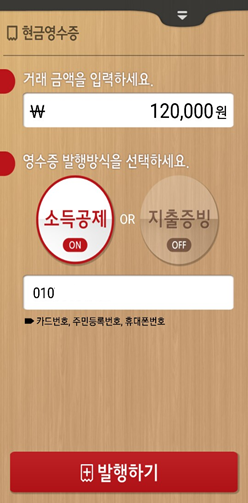 현금영수증
거래 금액을 입력하세요.
₩ 120,000 원
영수증 발행방식을 선택하세요.
소득공제 OR 지출증빙
ON OFF
010
카드번호, 주민등록번호, 휴대폰번호
발행하기